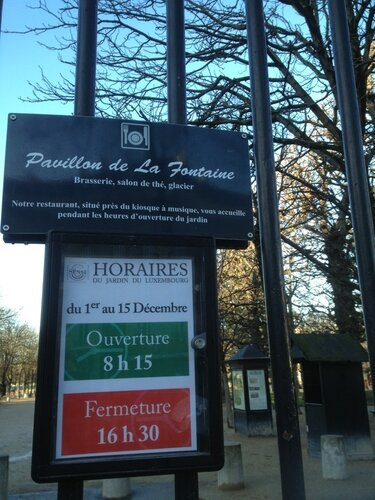 Pavillon de La Fontaine
Brasserie, salon de thé, glacier
Notre restaurant, situé près du kiosque à musique, vous accueille
pendant les heures d'ouverture du jardin
HORAIRES
DU JARDIN DU LUXEMBOURG
du 1er au 15 Décembre
Ouverture
8 h 15
Fermeture
16 h 30